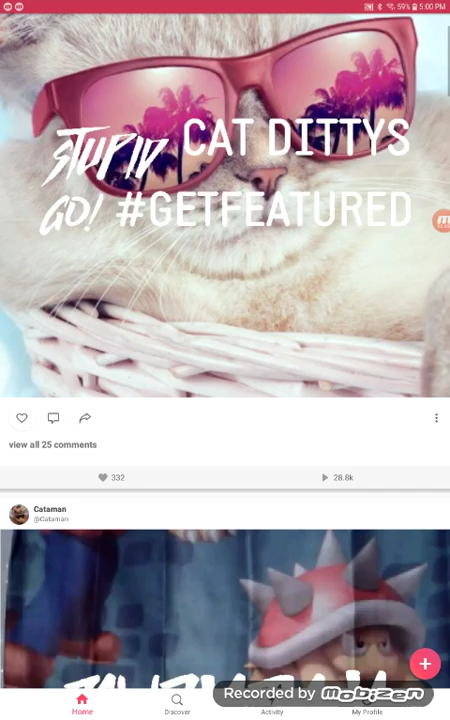 59% 5:00 PM
STUPID CAT DITTYS
GO! #GETFEATURED
view all 25 comments
332 28.6k
Cataman
@Cataman
Recorded by Mobizen
Home Discover Activity My Profile